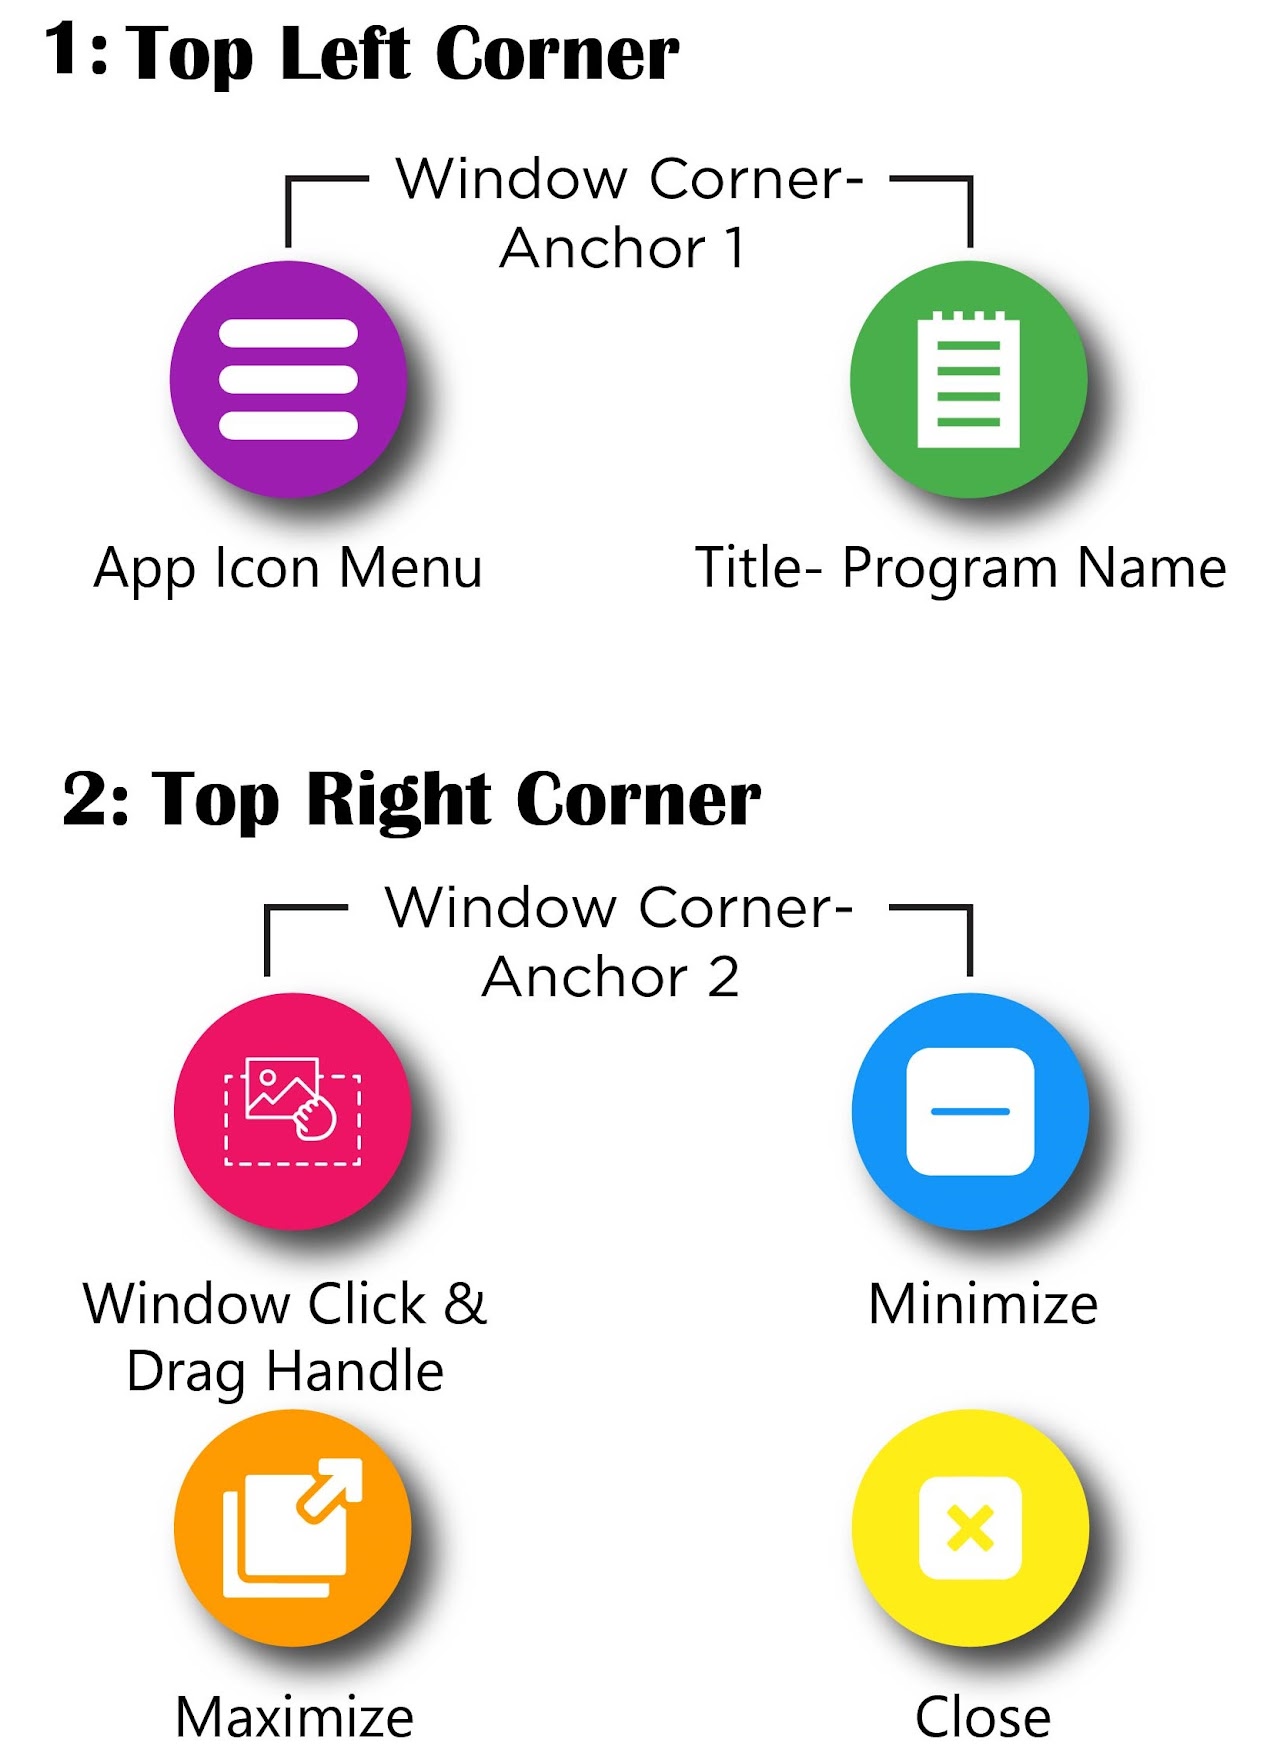 1: Top Left Corner
Window Corner-
Anchor 1
App Icon Menu
Title- Program Name
2: Top Right Corner
Window Corner-
Anchor 2
Window Click &
Drag Handle
Minimize
Maximize
Close